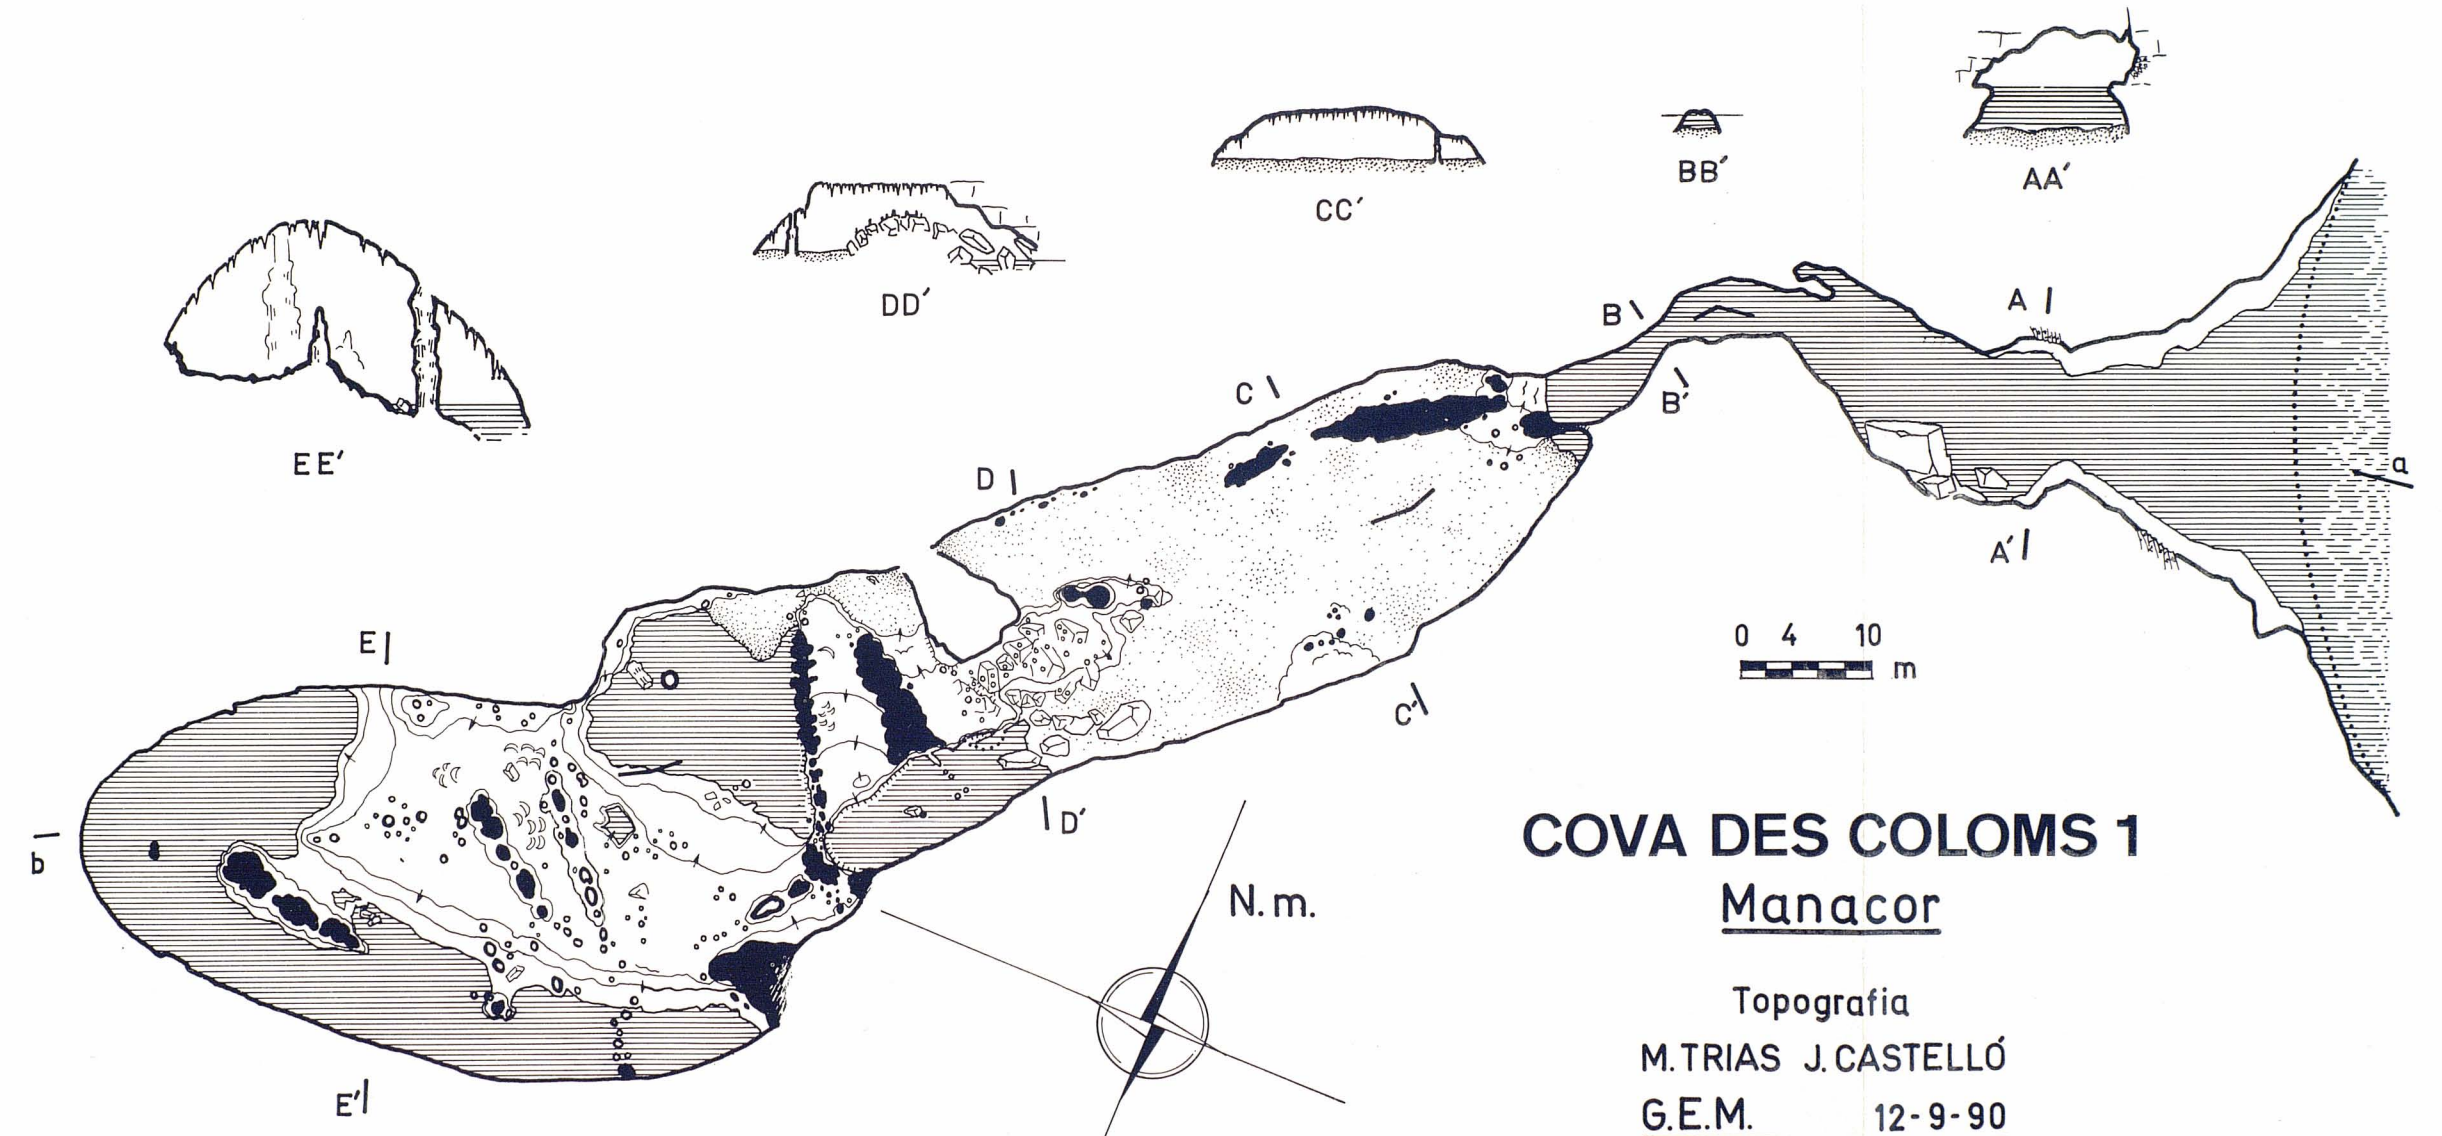 AA′
BB′
CC′
DD′
EE′
A
B
B′
C
D
a
A′
0 4 10
m
E
C′
D′
b
E′
COVA DES COLOMS 1
Manacor
N.m.
Topografia
M.TRIAS J.CASTELLÓ
G.E.M. 12-9-90